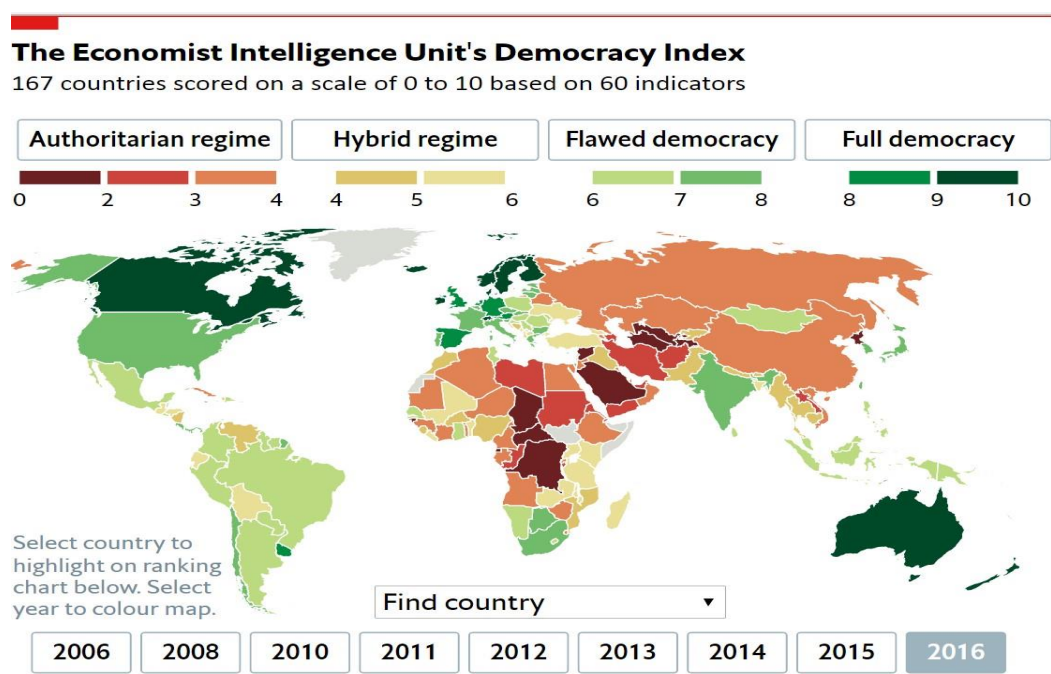 The Economist Intelligence Unit's Democracy Index
167 countries scored on a scale of 0 to 10 based on 60 indicators
Authoritarian regime Hybrid regime Flawed democracy Full democracy
0 2 3 4 4 5 6 6 7 8 8 9 10
Select country to
highlight on ranking
chart below. Select
year to colour map.
Find country
2006 2008 2010 2011 2012 2013 2014 2015 2016